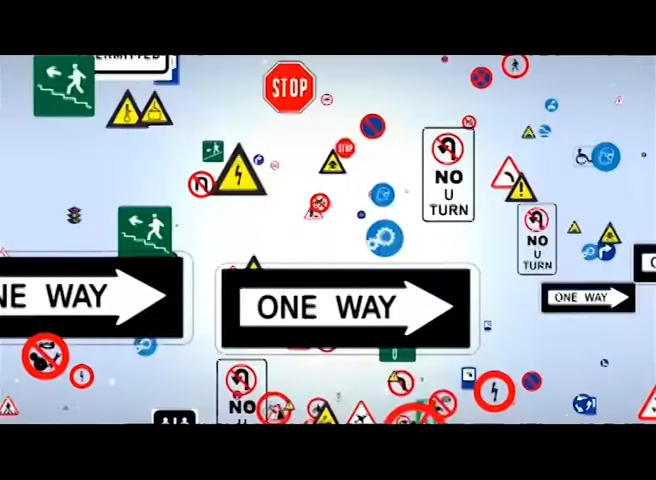 ERMITTED
STOP
STOP
NO
U
TURN
NO
U
TURN
NE WAY
ONE WAY
ONE WAY
NO